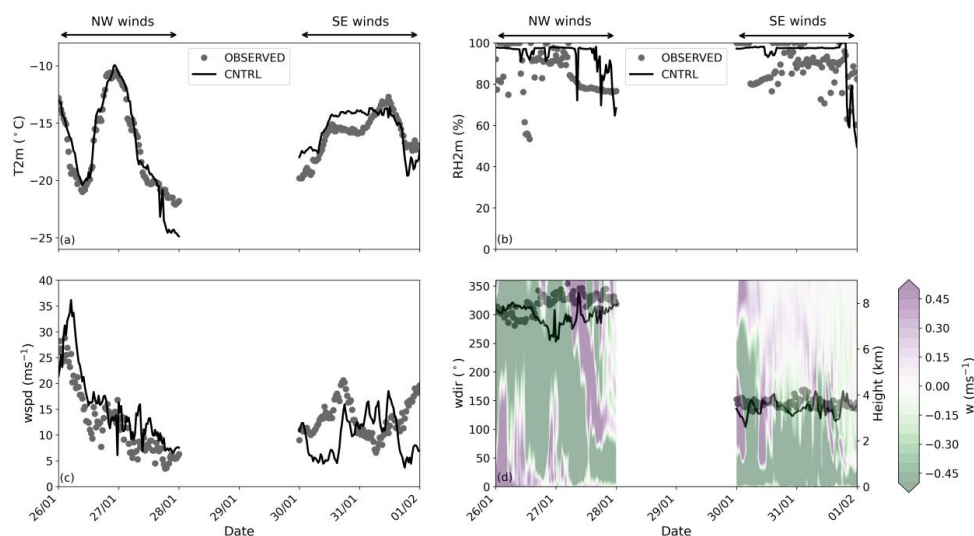 NW winds
SE winds
NW winds
SE winds
−10
−15
−20
−25
T2m (°C)
OBSERVED
CNTRL
(a)
100
80
60
40
20
0
RH2m (%)
OBSERVED
CNTRL
(b)
40
35
30
25
20
15
10
5
0
wspd (ms⁻¹)
(c)
26/01
27/01
28/01
29/01
30/01
31/01
01/02
Date
350
300
250
200
150
100
50
0
wdir (°)
(d)
8
6
4
2
0
Height (km)
26/01
27/01
28/01
29/01
30/01
31/01
01/02
Date
0.45
0.30
0.15
0.00
−0.15
−0.30
−0.45
w (ms⁻¹)